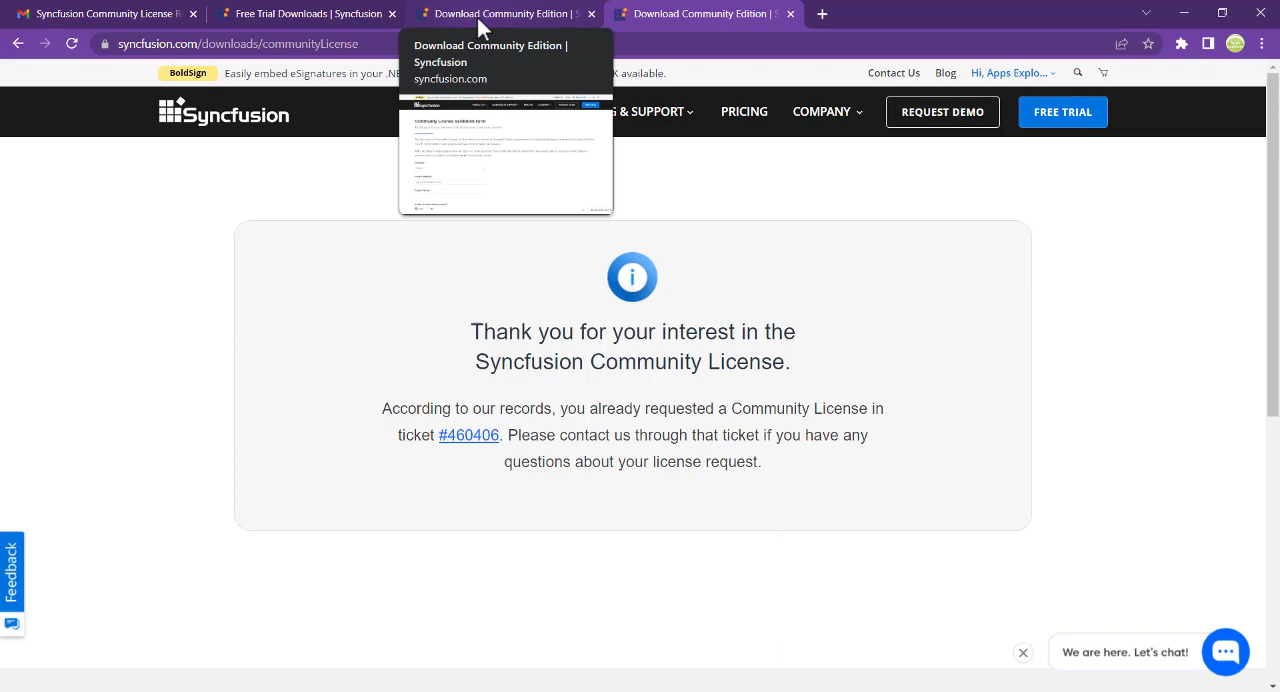 Syncfusion Community License R
Free Trial Downloads | Syncfusion
Download Community Edition | S
Download Community Edition | S
syncfusion.com/downloads/communityLicense
Download Community Edition |
Syncfusion
syncfusion.com
BoldSign
Easily embed eSignatures in your .NE
K available.
Contact Us
Blog
Hi, Apps Explo...
Syncfusion
G & SUPPORT
PRICING
COMPANY
REQUEST DEMO
FREE TRIAL
Community License Validation Form
Thank you for your interest in the
Syncfusion Community License.
According to our records, you already requested a Community License in
ticket #460406. Please contact us through that ticket if you have any
questions about your license request.
Feedback
We are here. Let's chat!